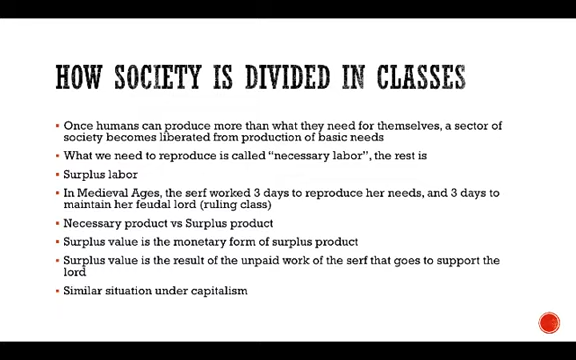 HOW SOCIETY IS DIVIDED IN CLASSES
▪ Once humans can produce more than what they need for themselves, a sector of
society becomes liberated from production of basic needs
▪ What we need to reproduce is called “necessary labor”, the rest is
▪ Surplus labor
▪ In Medieval Ages, the serf worked 3 days to reproduce her needs, and 3 days to
maintain her feudal lord (ruling class)
▪ Necessary product vs Surplus product
▪ Surplus value is the monetary form of surplus product
▪ Surplus value is the result of the unpaid work of the serf that goes to support the
lord
▪ Similar situation under capitalism